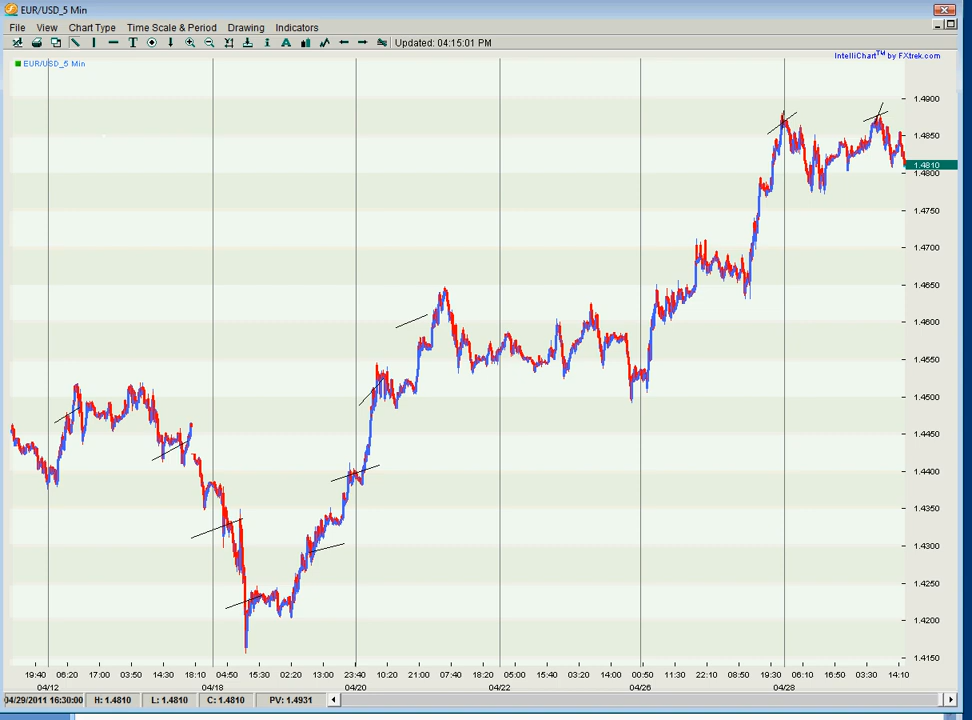 EUR/USD_5 Min
File View Chart Type Time Scale & Period Drawing Indicators
Updated: 04:15:01 PM
IntelliChart™ by FXtrek.com
EUR/USD_5 Min
1.4900
1.4850
1.4810
1.4800
1.4750
1.4700
1.4650
1.4600
1.4550
1.4500
1.4450
1.4400
1.4350
1.4300
1.4250
1.4200
1.4150
19:40 06:20 17:00 03:50 18:10 04:50 15:30 02:20 13:00 23:40 10:20 21:00 07:40 18:20 05:00 15:40 03:20 14:00 00:50 11:30 22:10 08:50 19:30 06:10 16:50 03:30 14:10
04/12 04/18 04/20 04/22 04/26 04/28
04/29/2011 16:30:00 H: 1.4810 L: 1.4810 C: 1.4810 PV: 1.4931